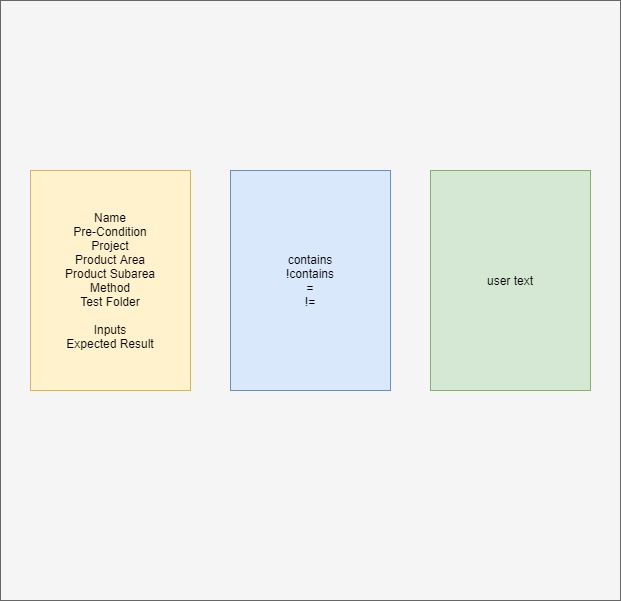 Name
Pre-Condition
Project
Product Area
Product Subarea
Method
Test Folder
Inputs
Expected Result
contains
!contains
=
!=
user text